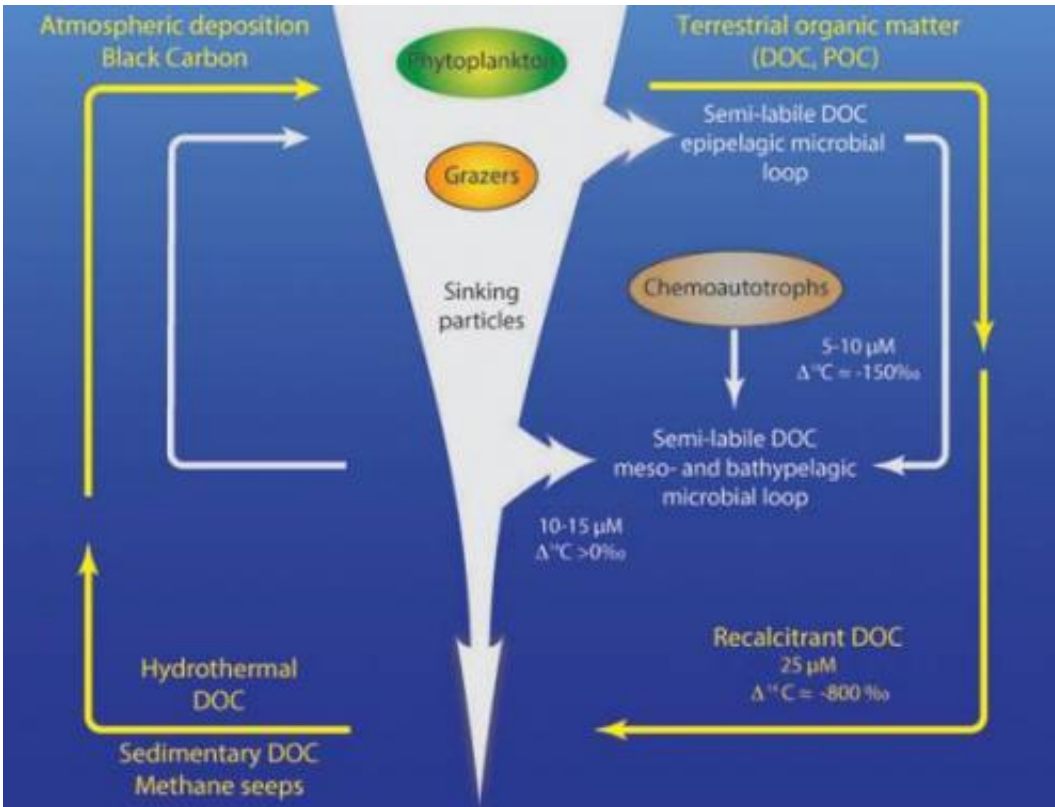 Atmospheric deposition
Black Carbon
Phytoplankton
Terrestrial organic matter
(DOC, POC)
Semi-labile DOC
epipelagic microbial
loop
Grazers
Sinking
particles
Chemoautotrophs
5-10 µM
Δ¹⁴C = -150‰
Semi-labile DOC
meso- and bathypelagic
microbial loop
10-15 µM
Δ¹⁴C >0‰
Recalcitrant DOC
25 µM
Δ¹⁴C = -800 ‰
Hydrothermal
DOC
Sedimentary DOC
Methane seeps